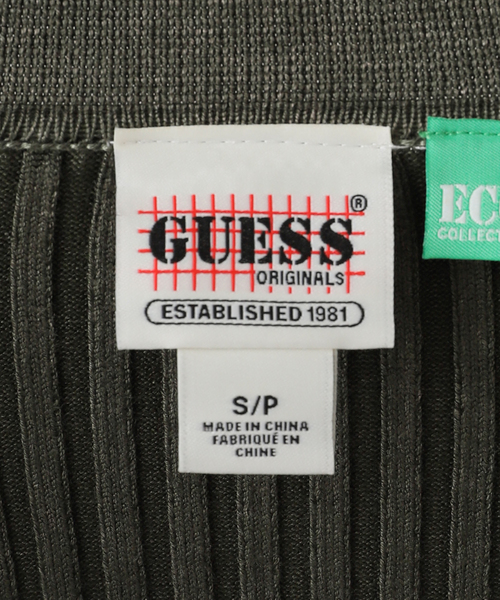 GUESS®
ORIGINALS
ESTABLISHED 1981
S/P
MADE IN CHINA
FABRIQUÉ EN
CHINE